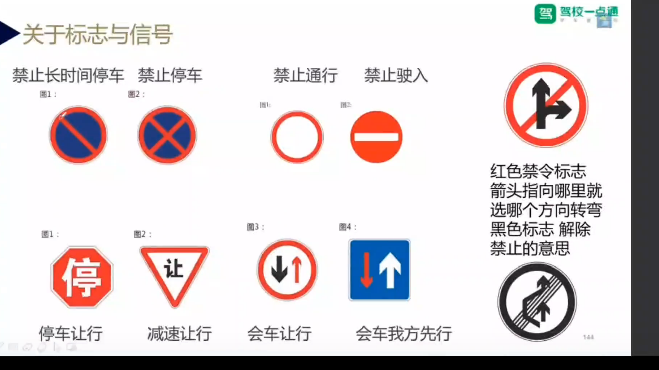 驾 驾校一点通
关于标志与信号
禁止长时间停车 禁止停车 禁止通行 禁止驶入
图1： 图2： 图1: 图2:
红色禁令标志
箭头指向哪里就
选哪个方向转弯
黑色标志 解除
禁止的意思
图1： 图2： 图3： 图4：
停 让
停车让行 减速让行 会车让行 会车我方先行
144